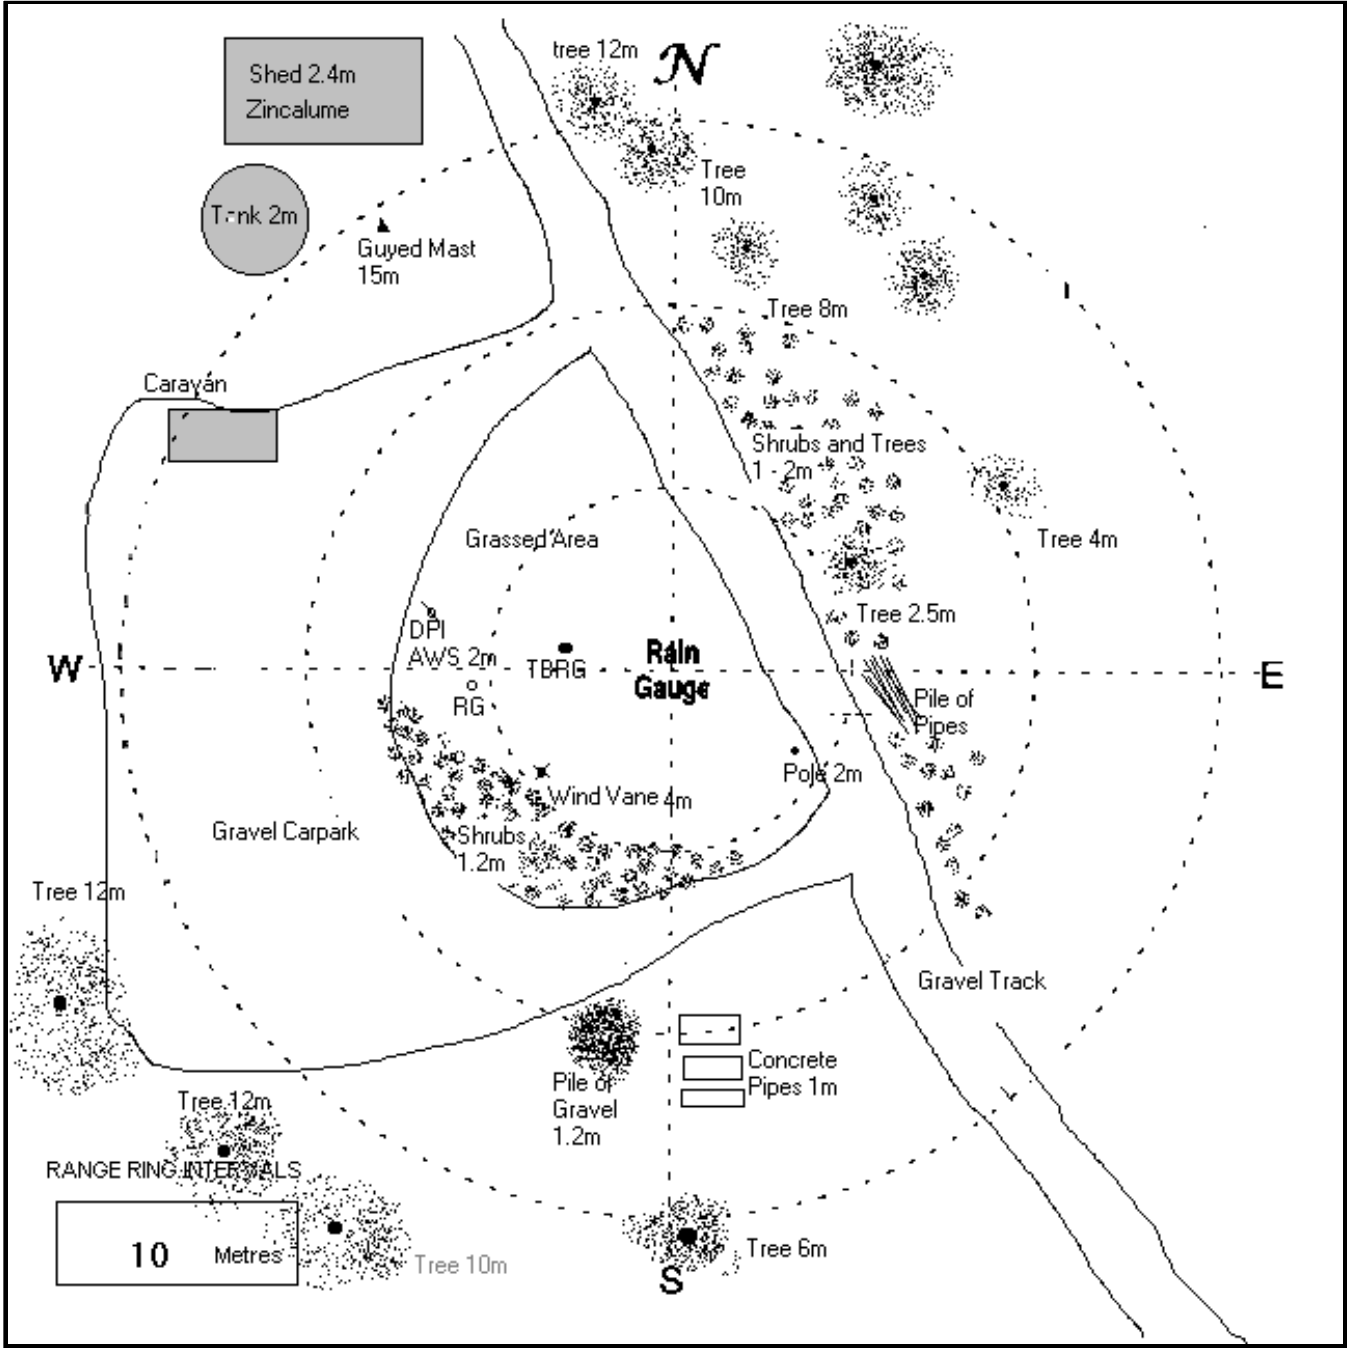 tree 12m
N
Shed 2.4m
Zincalume
Tree
10m
Tank 2m
Guyed Mast
15m
Tree 8m
Caravan
Shrubs and Trees
1 - 2m
Grassed Area
Tree 4m
Tree 2.5m
DPI
AWS 2m
TBRG
Rain
Gauge
W
E
RG
Pile of
Pipes
Pole 2m
Wind Vane 4m
Gravel Carpark
Shrubs
1.2m
Tree 12m
Gravel Track
Concrete
Pipes 1m
Pile of
Gravel
1.2m
Tree 12m
RANGE RING INTERVALS
10 Metres
Tree 10m
Tree 6m
S